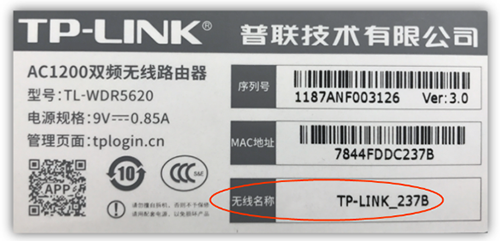 TP-LINK® 普联技术有限公司
AC1200双频无线路由器
型号:TL-WDR5620
电源规格:9V⎓0.85A
管理页面:tplogin.cn
序列号
1187ANF003126 Ver:3.0
MAC地址
7844FDDC237B
无线名称 TP-LINK_237B
APP
10
CCC